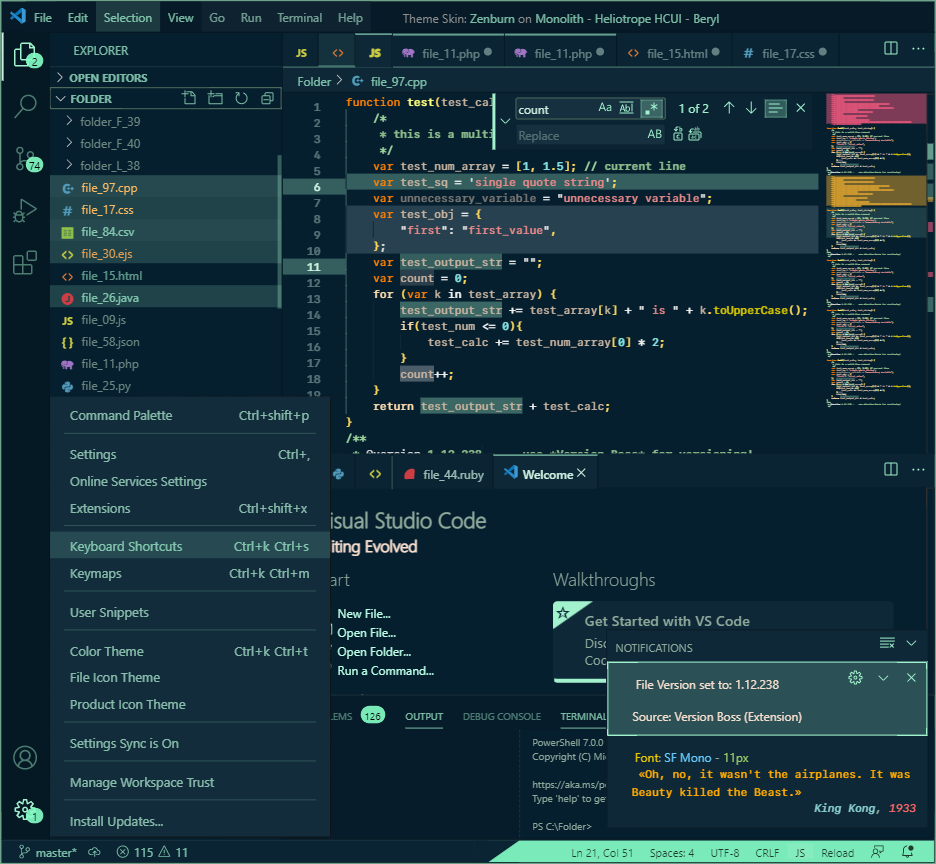 File Edit Selection View Go Run Terminal Help Theme Skin: Zenburn on Monolith - Heliotrope HCUI - Beryl
EXPLORER
JS <> JS file_11.php file_11.php <> file_15.html # file_17.css
OPEN EDITORS
FOLDER
Folder > file_97.cpp
folder_F_39
folder_F_40
folder_L_38
file_97.cpp
# file_17.css
file_84.csv
<> file_30.ejs
<> file_15.html
file_26.java
JS file_09.js
{} file_58.json
file_11.php
file_25.py
2
74
1
count Aa Abl .* 1 of 2
Replace AB
1 function test(test_cal
2 /*
3 * this is a multi
4 */
5 var test_num_array = [1, 1.5]; // current line
6 var test_sq = 'single quote string';
7 var unnecessary_variable = "unnecessary variable";
8 var test_obj = {
9 "first": "first_value",
10 };
11 var test_output_str = "";
12 var count = 0;
13 for (var k in test_array) {
14 test_output_str += test_array[k] + " is " + k.toUpperCase();
15 if(test_num <= 0){
16 test_calc += test_num_array[0] * 2;
17 }
18 count++;
19 }
return test_output_str + test_calc;
}
/**
Command Palette Ctrl+shift+p
Settings Ctrl+,
Online Services Settings
Extensions Ctrl+shift+x
Keyboard Shortcuts Ctrl+k Ctrl+s
Keymaps Ctrl+k Ctrl+m
User Snippets
Color Theme Ctrl+k Ctrl+t
File Icon Theme
Product Icon Theme
Settings Sync is On
Manage Workspace Trust
Install Updates...
<> file_44.ruby Welcome
isual Studio Code
iting Evolved
art
New File...
Open File...
Open Folder...
Run a Command...
Walkthroughs
Get Started with VS Code
Disc
Coc
NOTIFICATIONS
File Version set to: 1.12.238
Source: Version Boss (Extension)
LEMS 126 OUTPUT DEBUG CONSOLE TERMINAL
PowerShell 7.0.0
Copyright (C) Mi
https://aka.ms/p
Type 'help' to ge
PS C:\Folder>
Font: SF Mono - 11px
«Oh, no, it wasn't the airplanes. It was
Beauty killed the Beast.»
King Kong, 1933
master* 115 11 Ln 21, Col 51 Spaces: 4 UTF-8 CRLF JS Reload